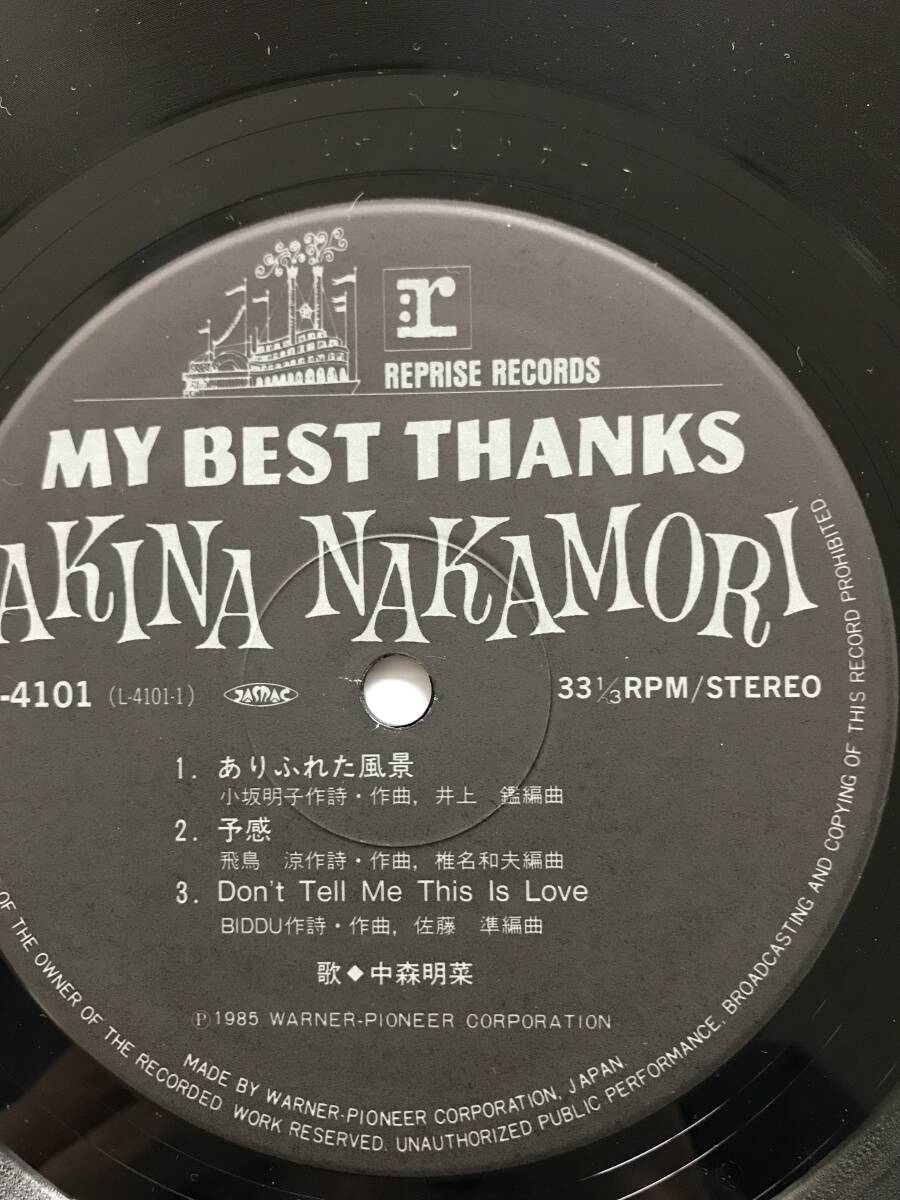 r
REPRISE RECORDS
MY BEST THANKS
AKINA NAKAMORI
-4101 (L-4101-1) JASRAC 33 1/3 RPM/STEREO
1. ありふれた風景
小坂明子作詩・作曲, 井上 鑑編曲
2. 予感
飛鳥 涼作詩・作曲, 椎名和夫編曲
3. Don't Tell Me This Is Love
BIDDU作詩・作曲, 佐藤 準編曲
歌◆中森明菜
Ⓟ1985 WARNER-PIONEER CORPORATION
MADE BY WARNER-PIONEER CORPORATION, JAPAN.
OF THE OWNER OF THE RECORDED WORK RESERVED. UNAUTHORIZED PUBLIC PERFORMANCE, BROADCASTING AND COPYING OF THIS RECORD PROHIBITED